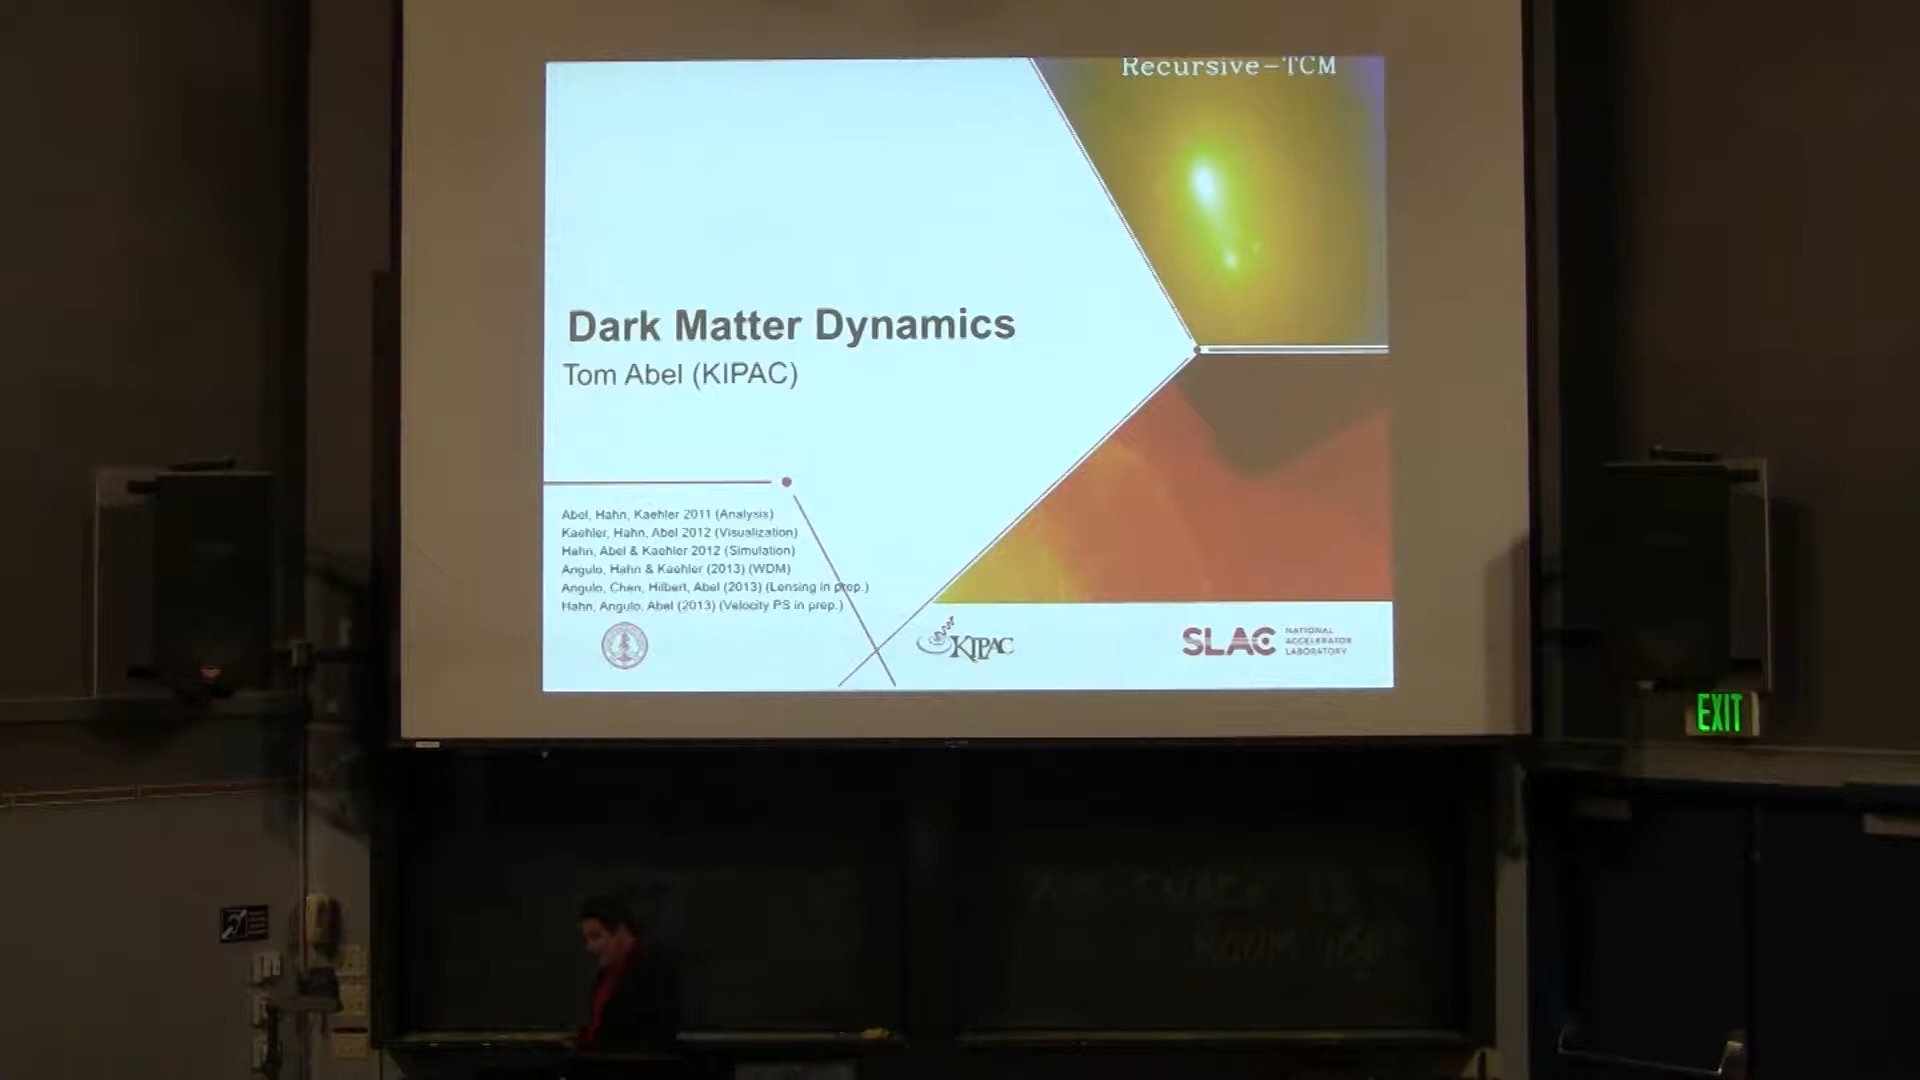 Recursive-TCM
Dark Matter Dynamics
Tom Abel (KIPAC)
Abel, Hahn, Kaehler 2011 (Analysis)
Kaehler, Hahn, Abel 2012 (Visualization)
Hahn, Abel & Kaehler 2012 (Simulation)
Angulo, Hahn & Kaehler (2013) (WDM)
Angulo, Chen, Hilbert, Abel (2013) (Lensing in prep.)
Hahn, Angulo, Abel (2013) (Velocity PS in prep.)
KIPAC
SLAC NATIONAL
ACCELERATOR
LABORATORY
EXIT
ROOM